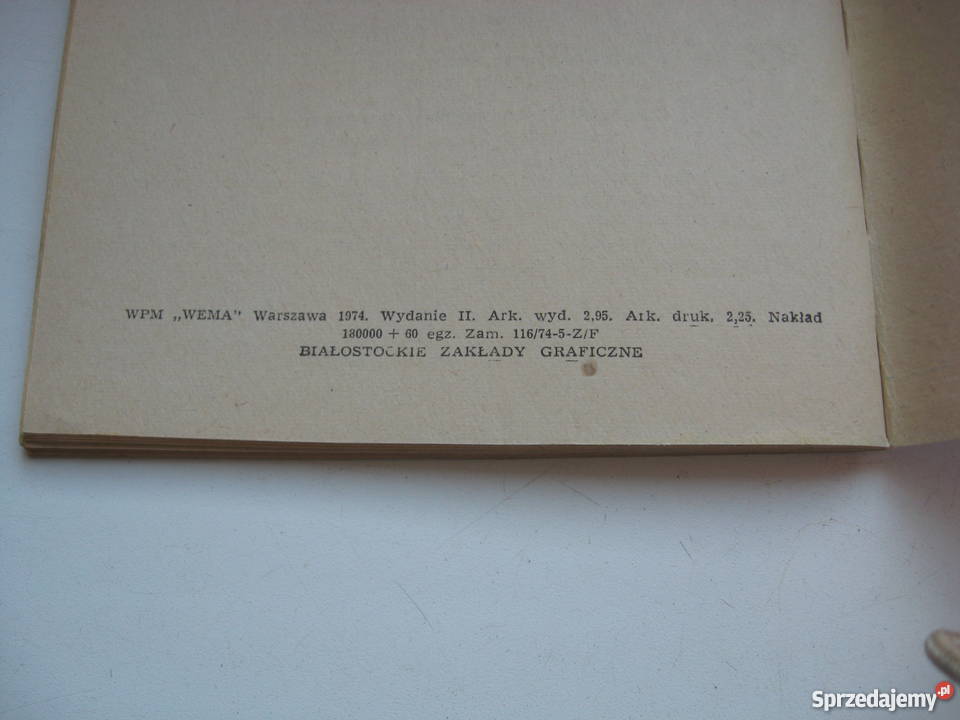 WPM „WEMA” Warszawa 1974. Wydanie II. Ark. wyd. 2,95. Ark. druk. 2,25. Nakład
180000 + 60 egz. Zam. 116/74-5-Z/F
BIAŁOSTOCKIE ZAKŁADY GRAFICZNE
Sprzedajemy.pl